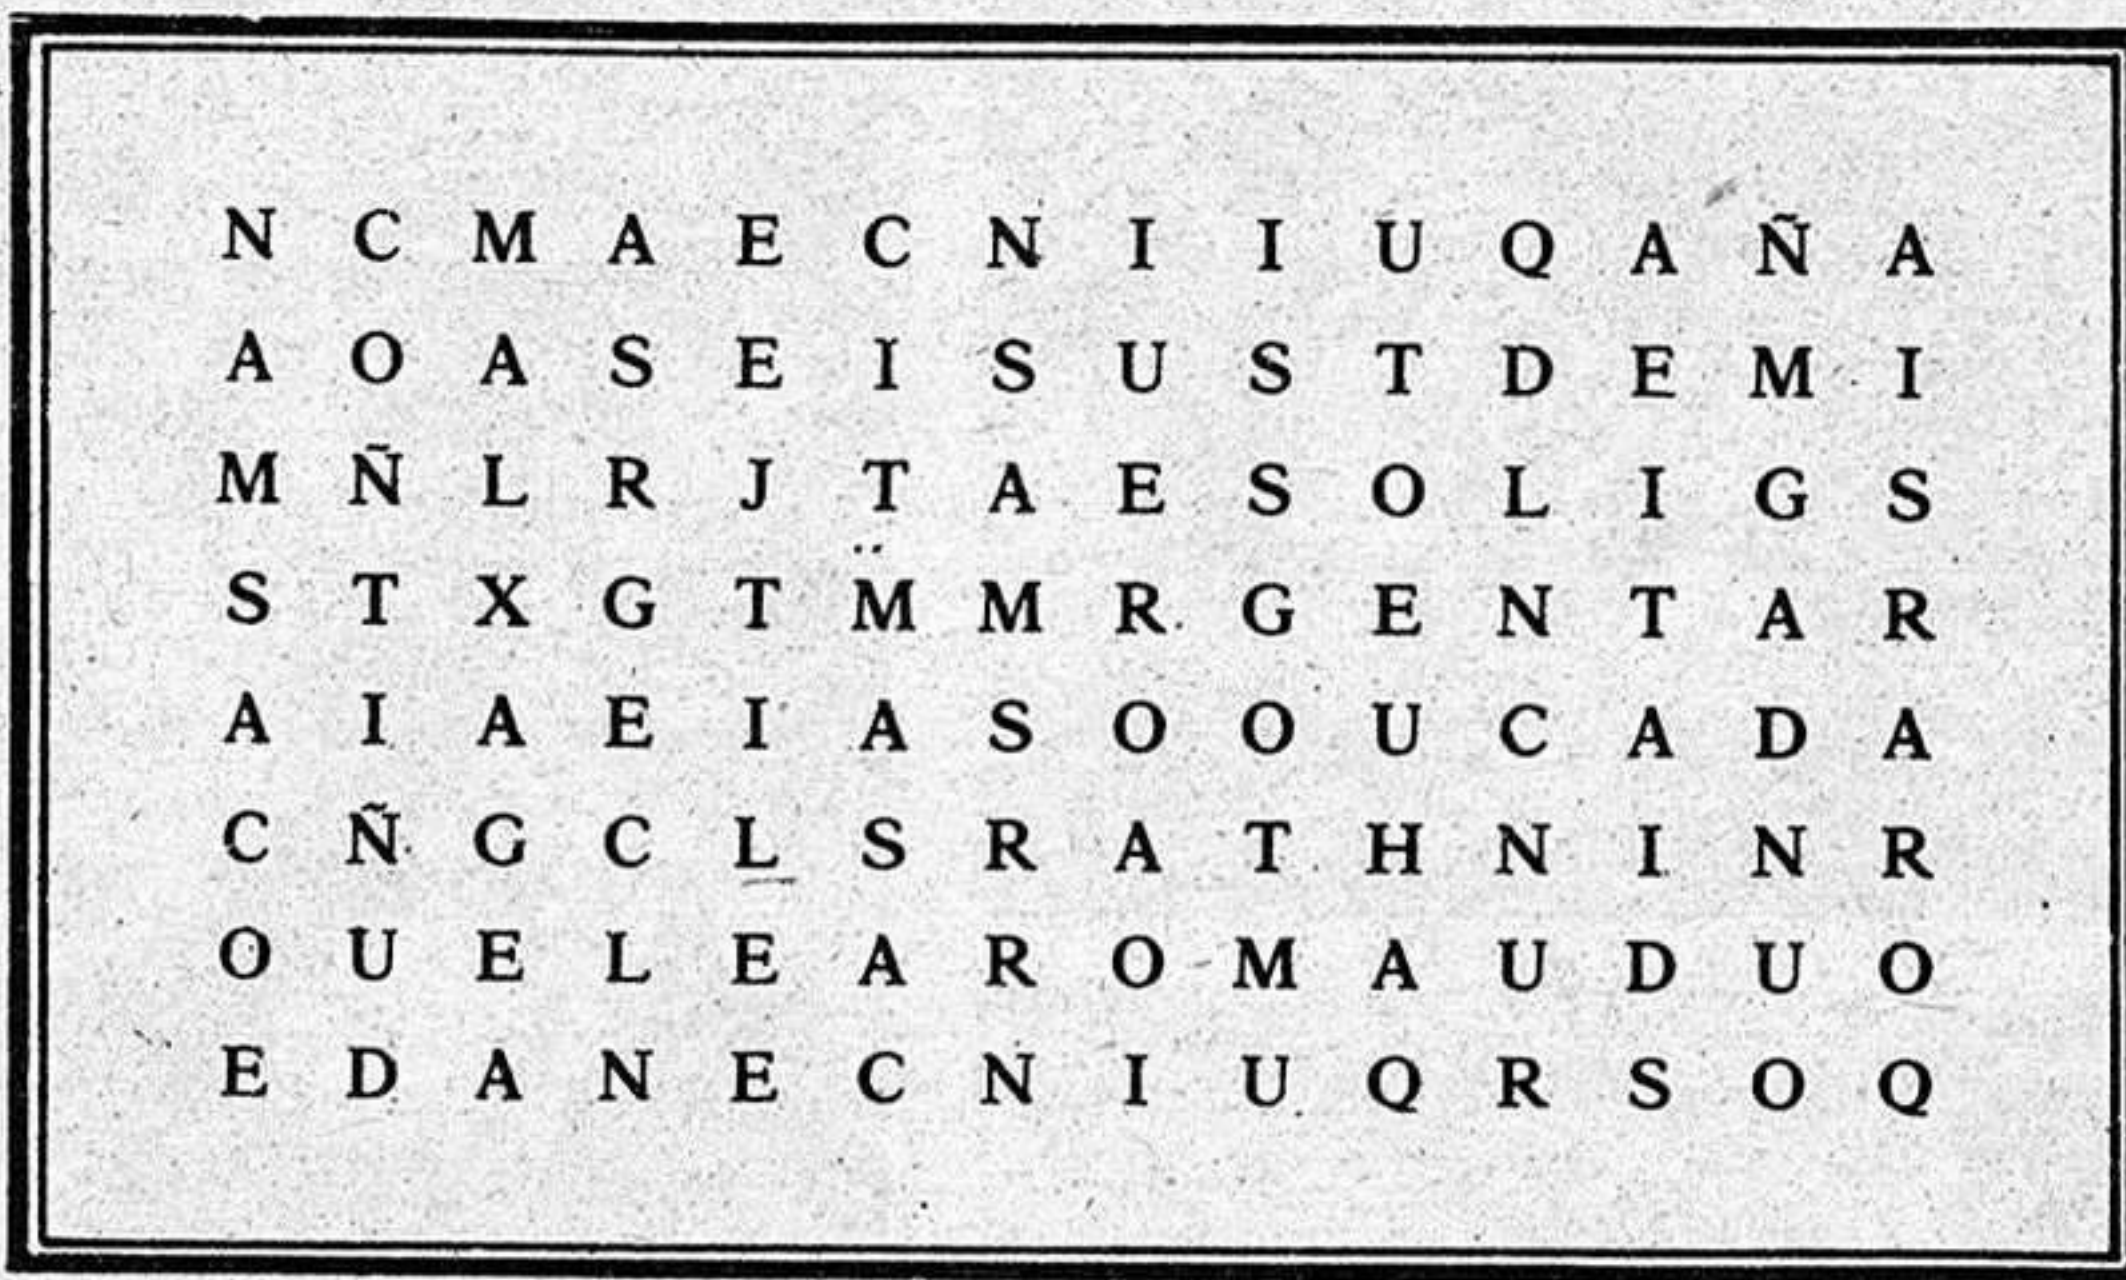 N C M A E C N I I U Q A Ñ A
A O A S E I S U S T D E M I
M Ñ L R J T A E S O L I G S
S T X G T M M R G E N T A R
A I A E I A S O O U C A D A
C Ñ G C L S R A T H N I N R
O U E L E A R O M A U D U O
E D A N E C N I U Q R S O Q